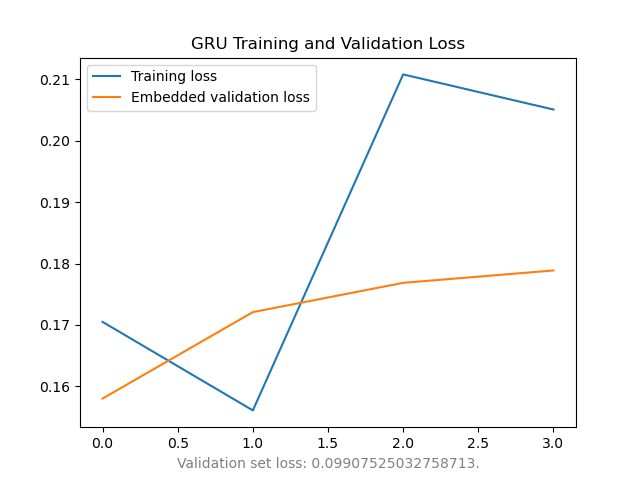 GRU Training and Validation Loss
Training loss
Embedded validation loss
0.21
0.20
0.19
0.18
0.17
0.16
0.0 0.5 1.0 1.5 2.0 2.5 3.0
Validation set loss: 0.09907525032758713.